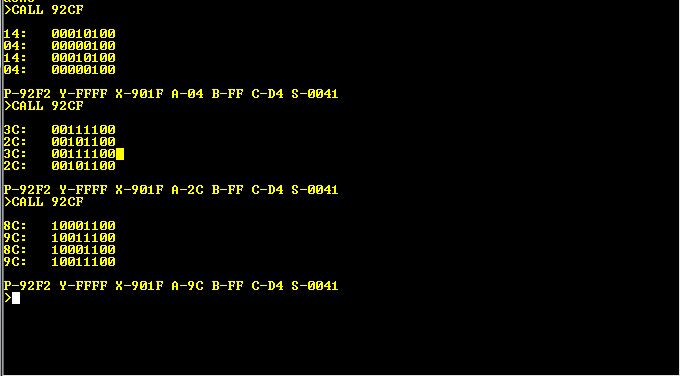 >CALL 92CF
14: 00010100
04: 00000100
14: 00010100
04: 00000100
P-92F2 Y-FFFF X-901F A-04 B-FF C-D4 S-0041
>CALL 92CF
3C: 00111100
2C: 00101100
3C: 00111100
2C: 00101100
P-92F2 Y-FFFF X-901F A-2C B-FF C-D4 S-0041
>CALL 92CF
8C: 10001100
9C: 10011100
8C: 10001100
9C: 10011100
P-92F2 Y-FFFF X-901F A-9C B-FF C-D4 S-0041
>